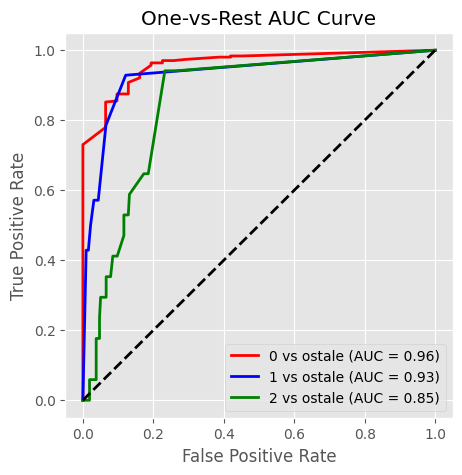 One-vs-Rest AUC Curve
True Positive Rate
1.0
0.8
0.6
0.4
0.2
0.0
0 vs ostale (AUC = 0.96)
1 vs ostale (AUC = 0.93)
2 vs ostale (AUC = 0.85)
0.0 0.2 0.4 0.6 0.8 1.0
False Positive Rate